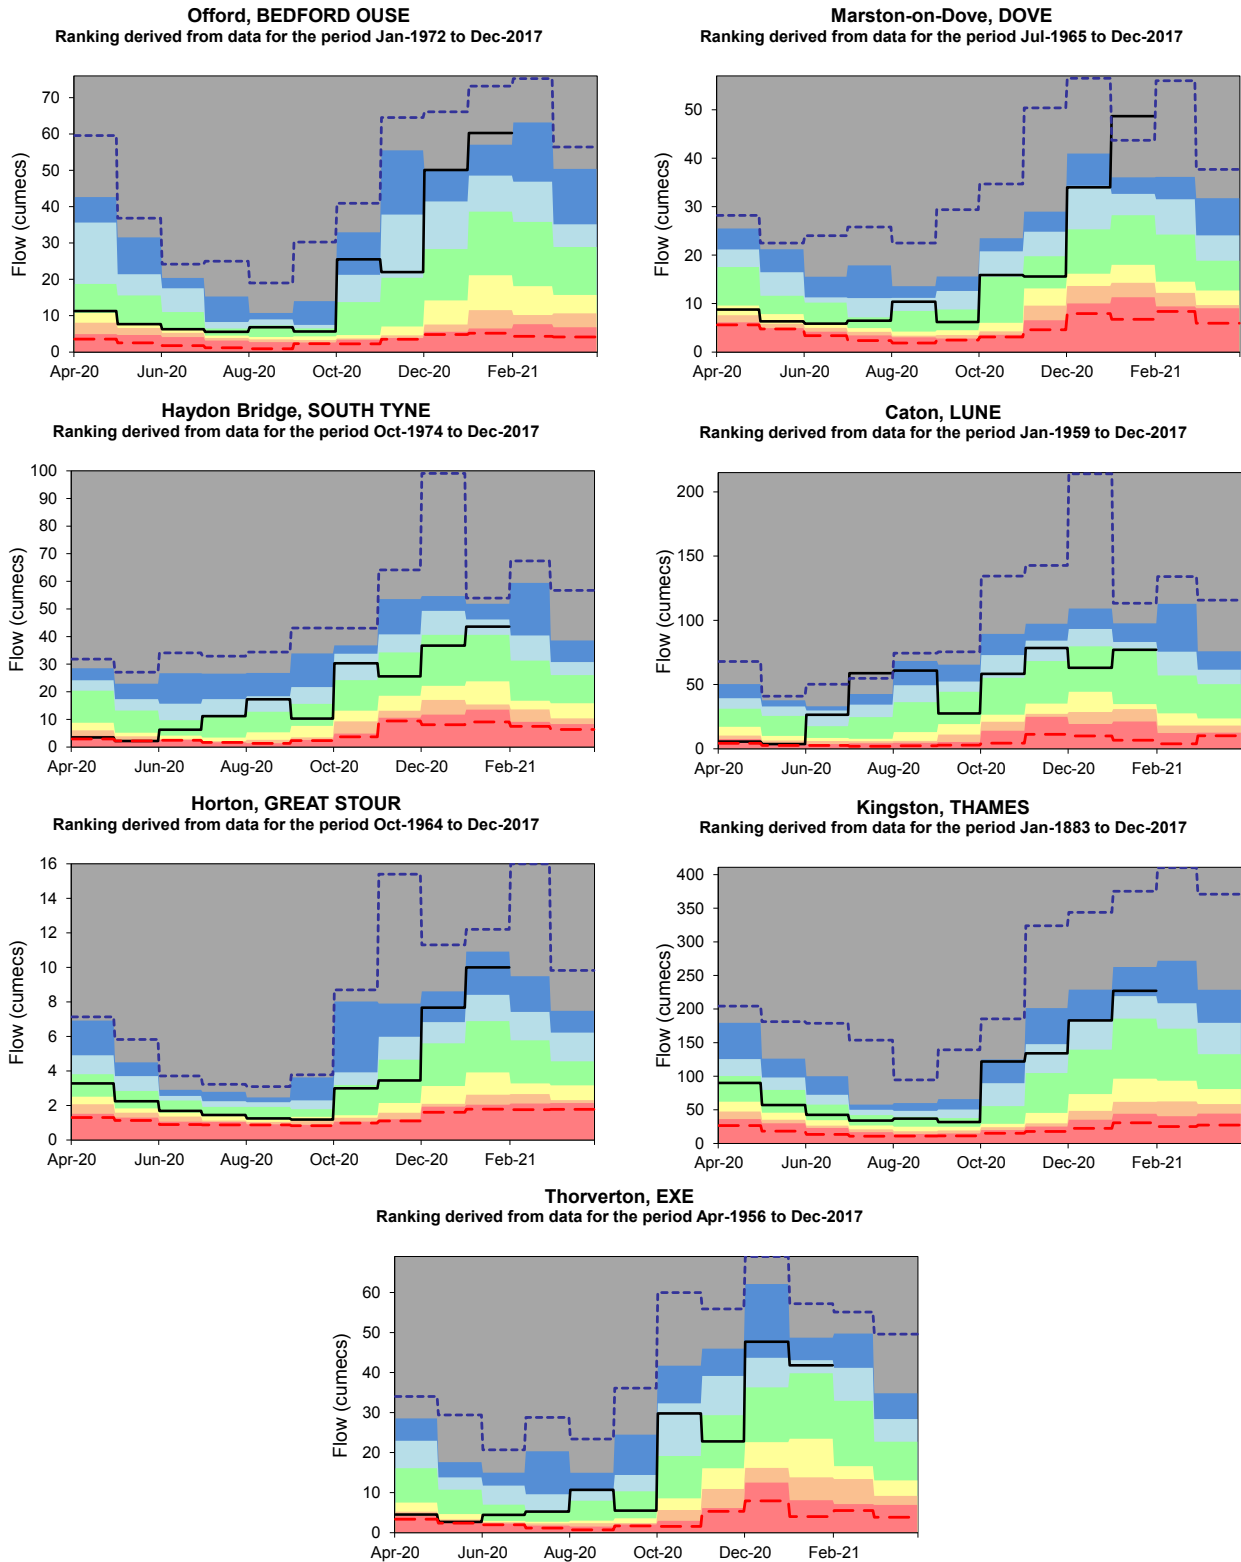 Offord, BEDFORD OUSE
Ranking derived from data for the period Jan-1972 to Dec-2017
Flow (cumecs)
70
60
50
40
30
20
10
0
Apr-20 Jun-20 Aug-20 Oct-20 Dec-20 Feb-21
Marston-on-Dove, DOVE
Ranking derived from data for the period Jul-1965 to Dec-2017
Flow (cumecs)
50
40
30
20
10
0
Apr-20 Jun-20 Aug-20 Oct-20 Dec-20 Feb-21
Haydon Bridge, SOUTH TYNE
Ranking derived from data for the period Oct-1974 to Dec-2017
Flow (cumecs)
100
90
80
70
60
50
40
30
20
10
0
Apr-20 Jun-20 Aug-20 Oct-20 Dec-20 Feb-21
Caton, LUNE
Ranking derived from data for the period Jan-1959 to Dec-2017
Flow (cumecs)
200
150
100
50
0
Apr-20 Jun-20 Aug-20 Oct-20 Dec-20 Feb-21
Horton, GREAT STOUR
Ranking derived from data for the period Oct-1964 to Dec-2017
Flow (cumecs)
16
14
12
10
8
6
4
2
0
Apr-20 Jun-20 Aug-20 Oct-20 Dec-20 Feb-21
Kingston, THAMES
Ranking derived from data for the period Jan-1883 to Dec-2017
Flow (cumecs)
400
350
300
250
200
150
100
50
0
Apr-20 Jun-20 Aug-20 Oct-20 Dec-20 Feb-21
Thorverton, EXE
Ranking derived from data for the period Apr-1956 to Dec-2017
Flow (cumecs)
60
50
40
30
20
10
0
Apr-20 Jun-20 Aug-20 Oct-20 Dec-20 Feb-21